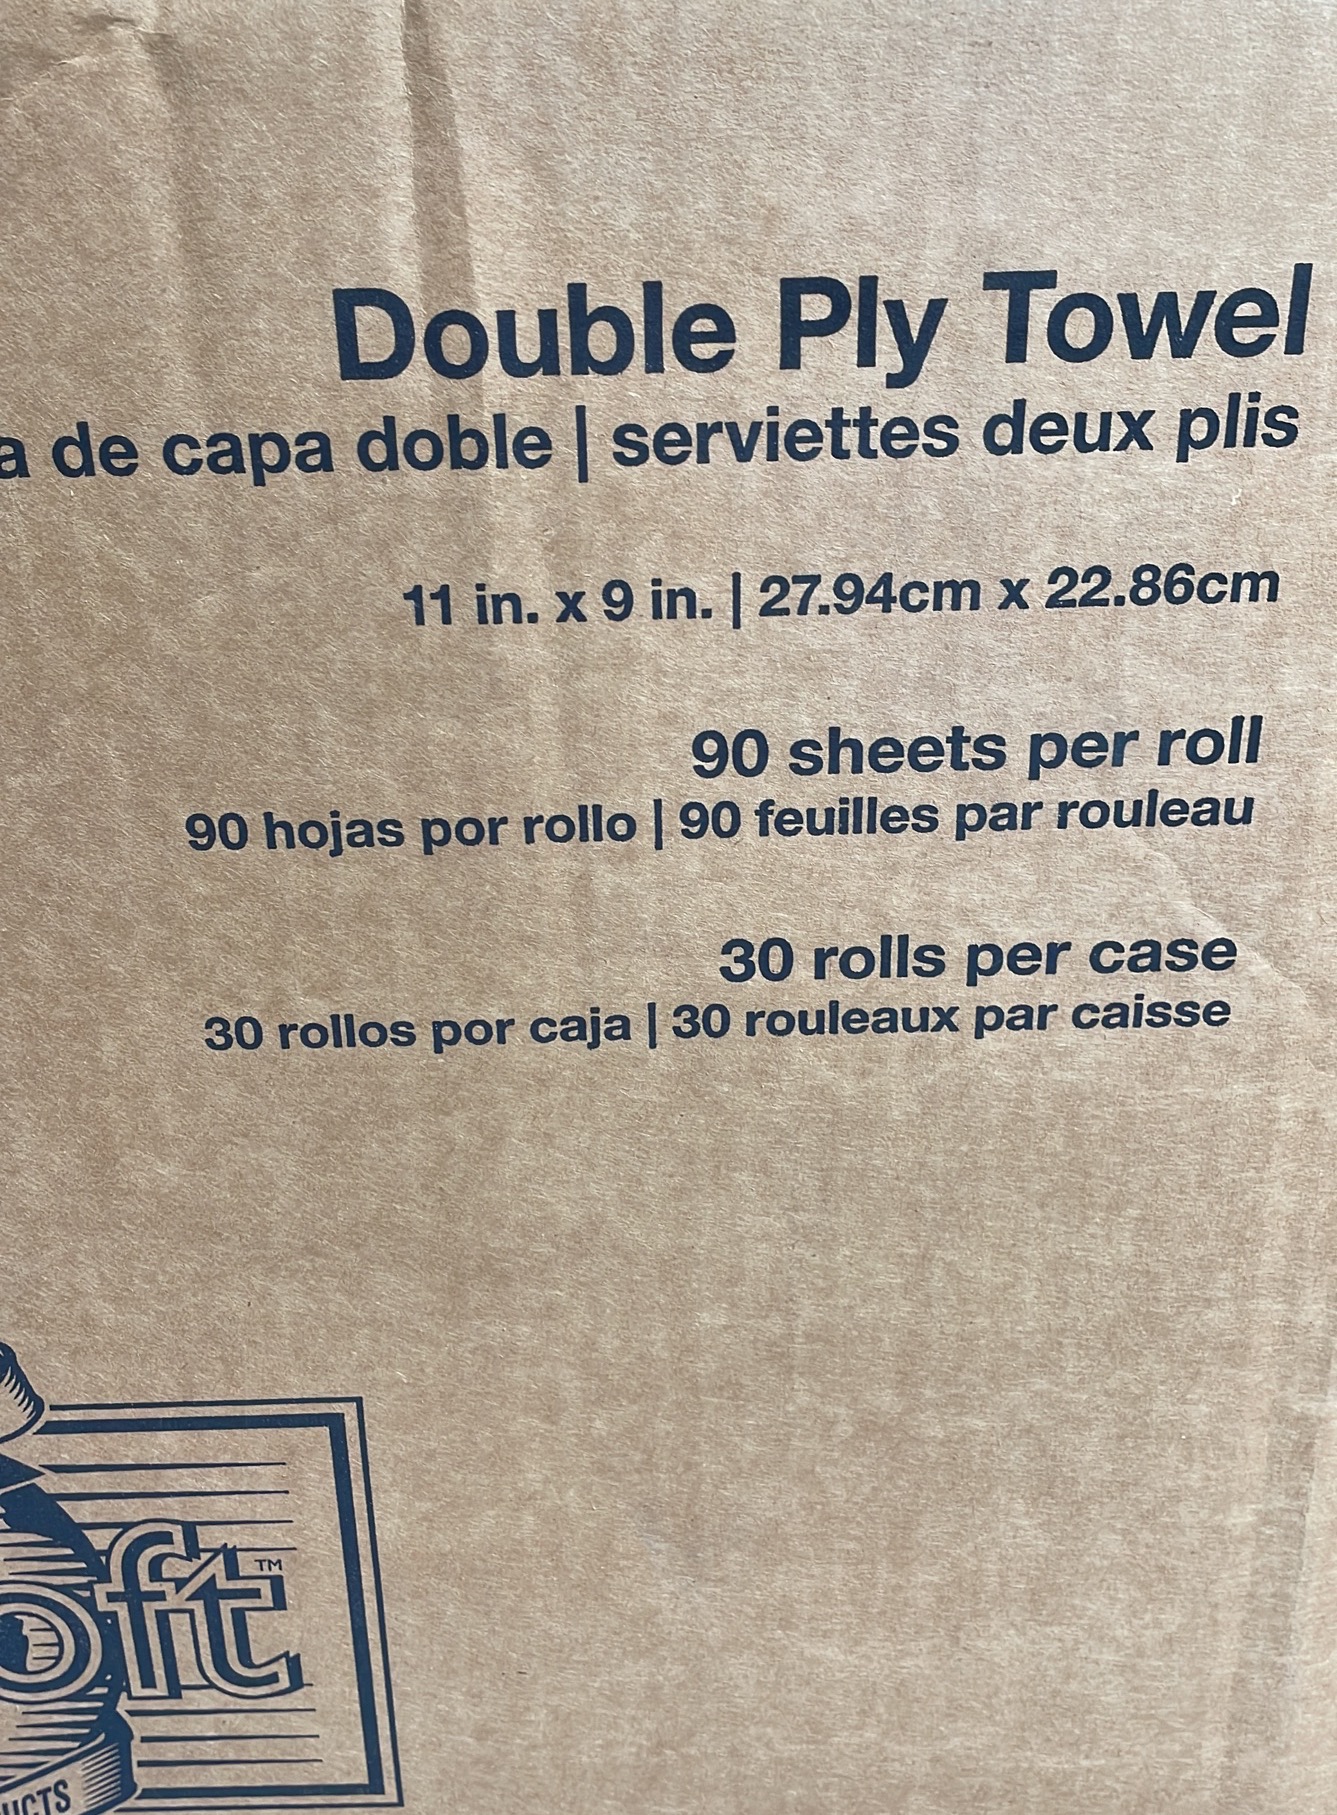 Double Ply Towel
a de capa doble | serviettes deux plis
11 in. x 9 in. | 27.94cm x 22.86cm
90 sheets per roll
90 hojas por rollo | 90 feuilles par rouleau
30 rolls per case
30 rollos por caja | 30 rouleaux par caisse
oft™
UCTS